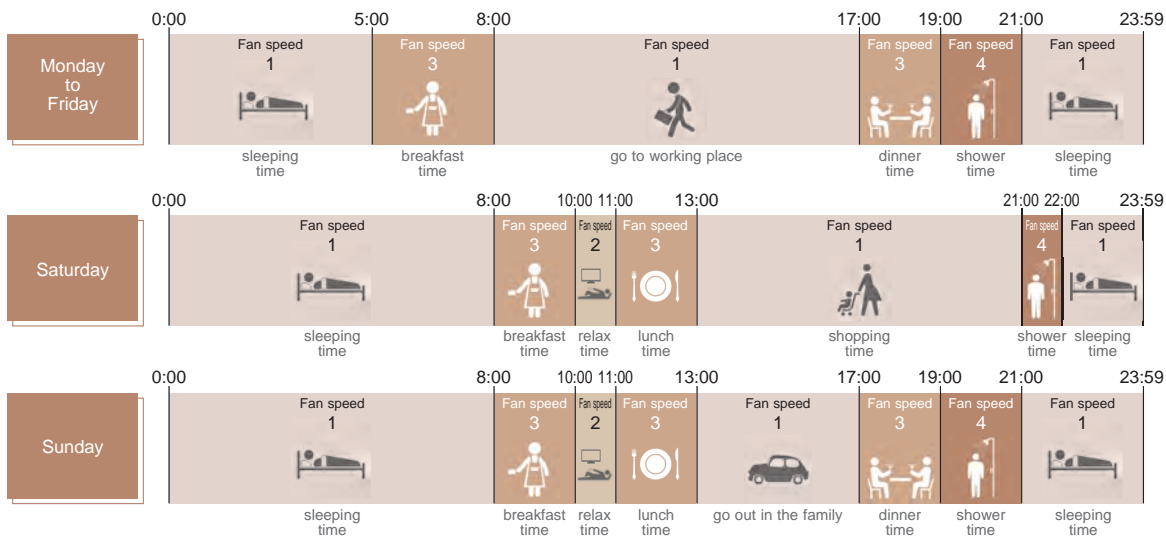 0:00 5:00 8:00 17:00 19:00 21:00 23:59
Monday
to
Friday
Fan speed Fan speed Fan speed Fan speed Fan speed Fan speed
1 3 1 3 4 1
sleeping breakfast go to working place dinner shower sleeping
time time time time time
0:00 8:00 10:00 11:00 13:00 21:00 22:00 23:59
Saturday
Fan speed Fan speed Fan speed Fan speed Fan speed Fan speed Fan speed
1 3 2 3 1 4 1
sleeping breakfast relax lunch shopping shower sleeping
time time time time time time time
0:00 8:00 10:00 11:00 13:00 17:00 19:00 21:00 23:59
Sunday
Fan speed Fan speed Fan speed Fan speed Fan speed Fan speed Fan speed Fan speed
1 3 2 3 1 3 4 1
sleeping breakfast relax lunch go out in the family dinner shower sleeping
time time time time time time time